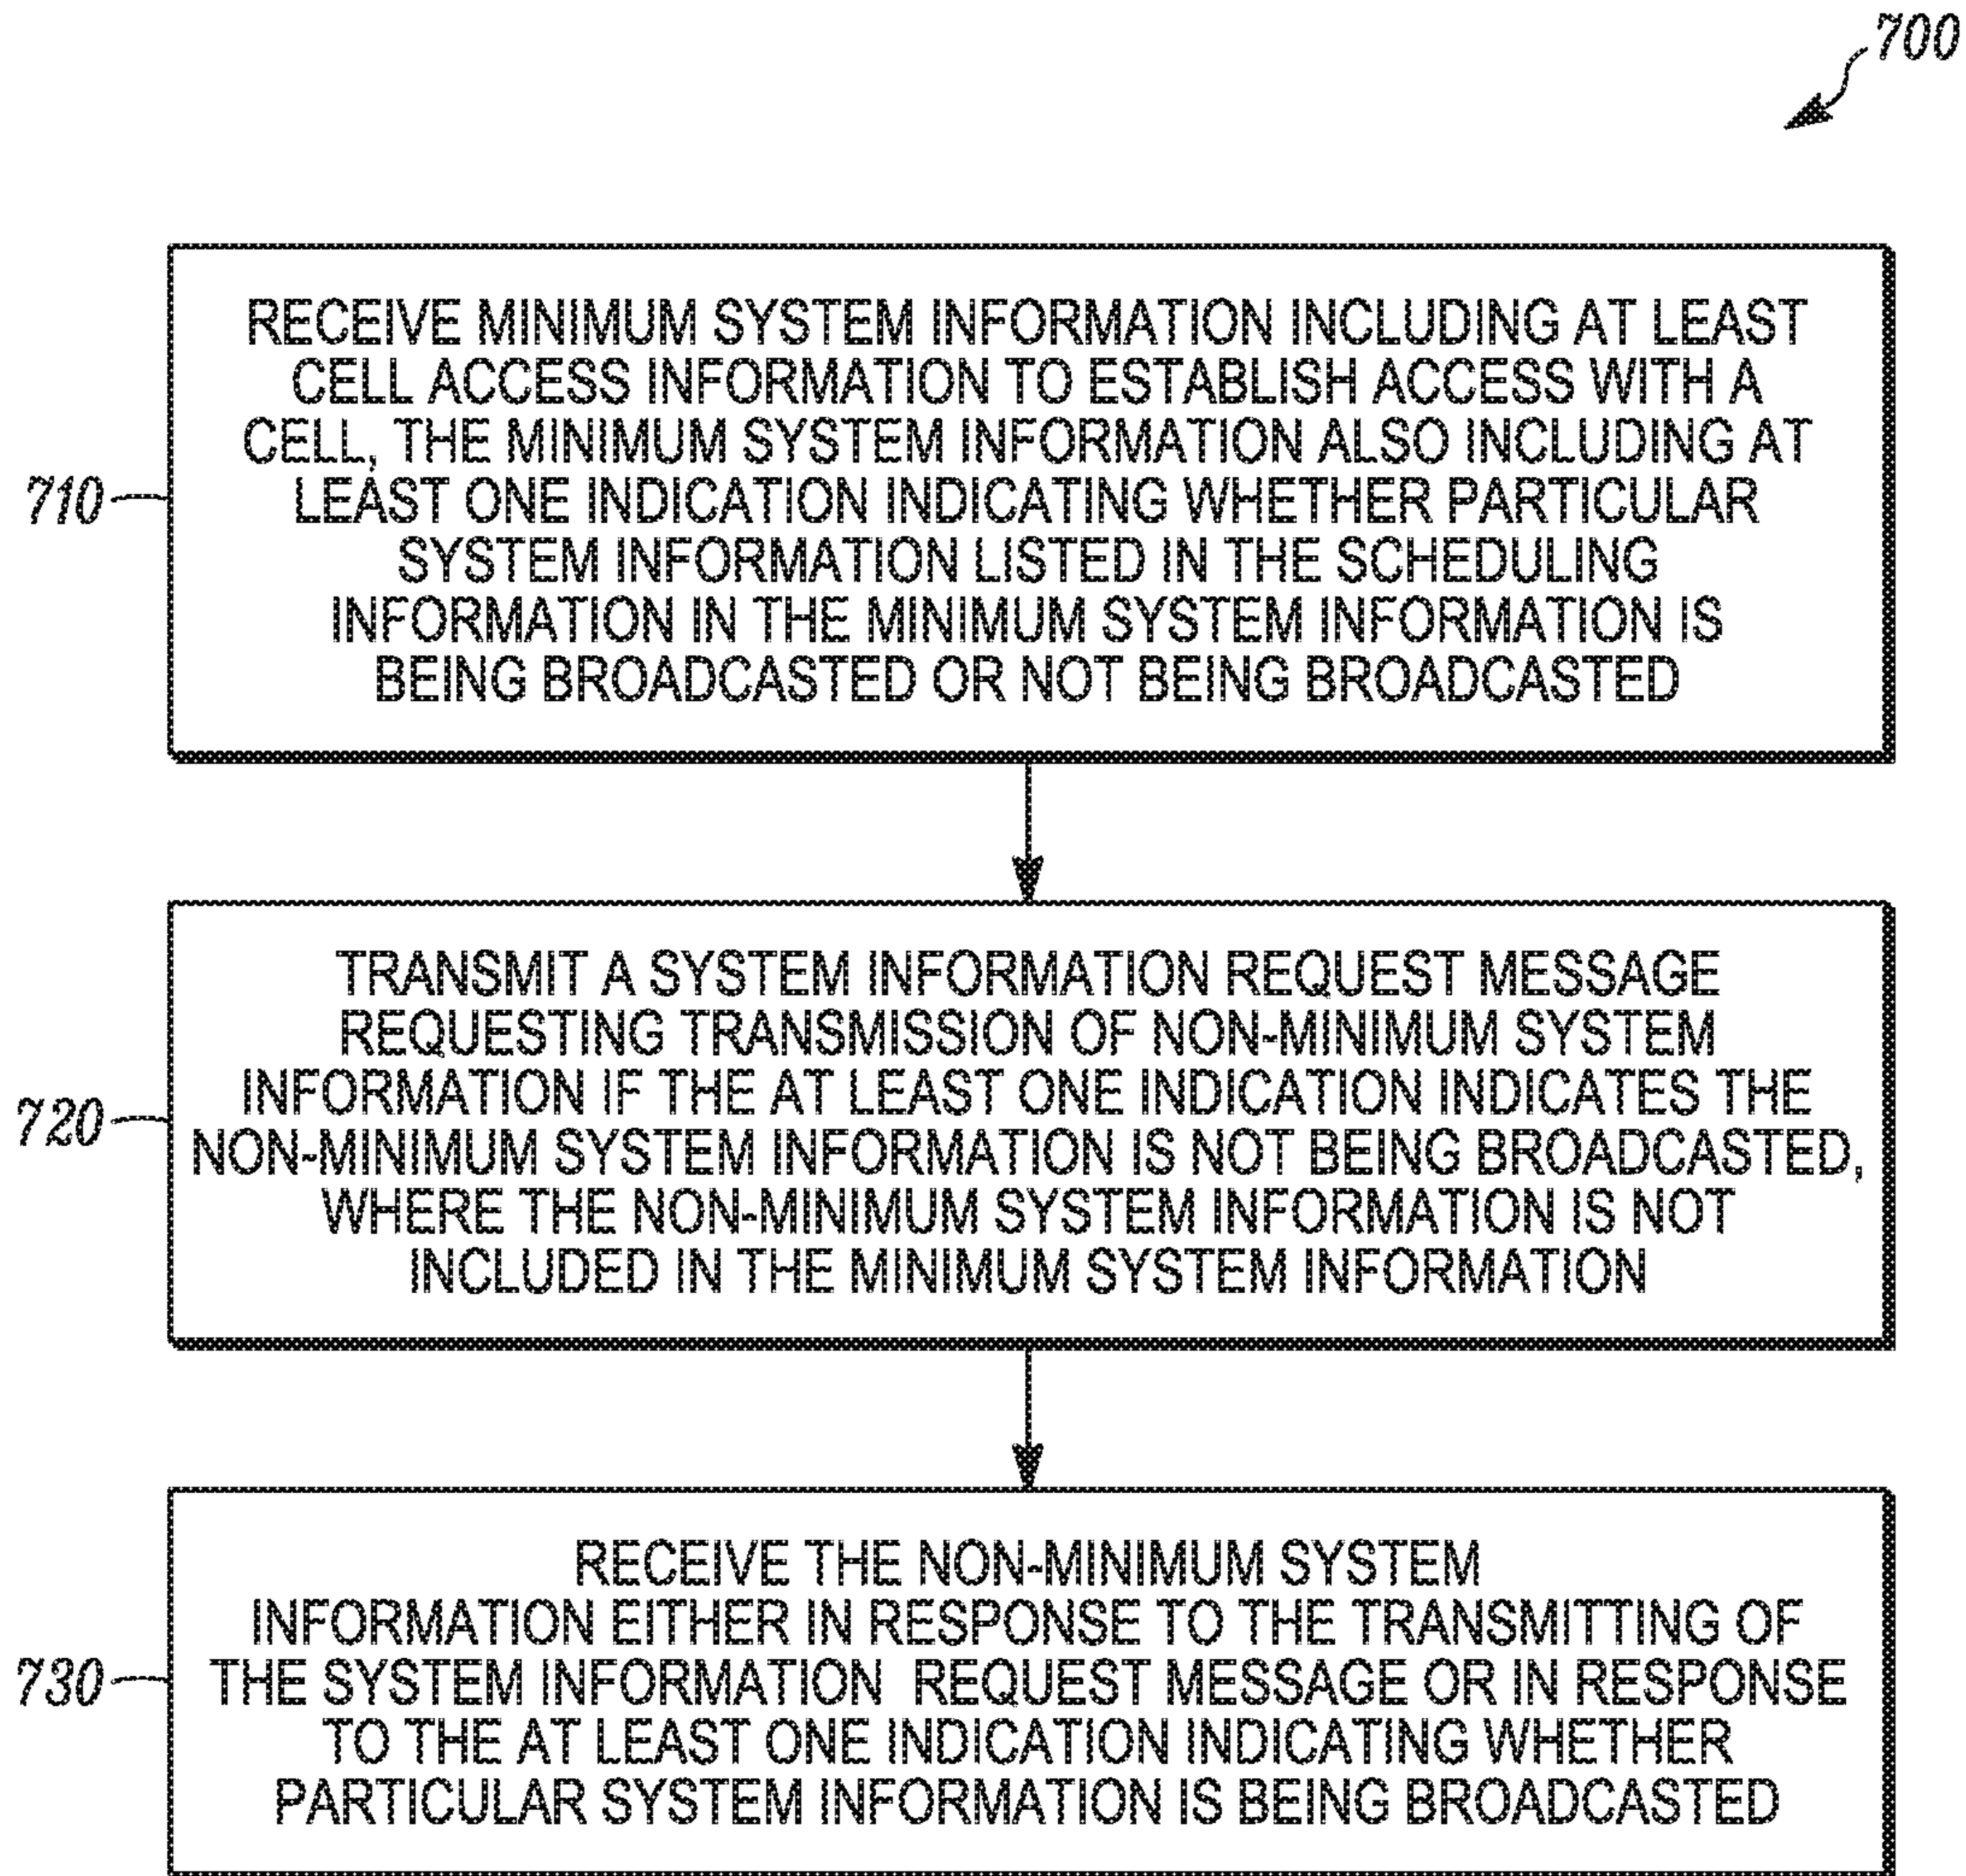 700
RECEIVE MINIMUM SYSTEM INFORMATION INCLUDING AT LEAST
CELL ACCESS INFORMATION TO ESTABLISH ACCESS WITH A
CELL, THE MINIMUM SYSTEM INFORMATION ALSO INCLUDING AT
710
LEAST ONE INDICATION INDICATING WHETHER PARTICULAR
SYSTEM INFORMATION LISTED IN THE SCHEDULING
INFORMATION IN THE MINIMUM SYSTEM INFORMATION IS
BEING BROADCASTED OR NOT BEING BROADCASTED
TRANSMIT A SYSTEM INFORMATION REQUEST MESSAGE
REQUESTING TRANSMISSION OF NON-MINIMUM SYSTEM
INFORMATION IF THE AT LEAST ONE INDICATION INDICATES THE
720
NON-MINIMUM SYSTEM INFORMATION IS NOT BEING BROADCASTED,
WHERE THE NON-MINIMUM SYSTEM INFORMATION IS NOT
INCLUDED IN THE MINIMUM SYSTEM INFORMATION
RECEIVE THE NON-MINIMUM SYSTEM
INFORMATION EITHER IN RESPONSE TO THE TRANSMITTING OF
730
THE SYSTEM INFORMATION REQUEST MESSAGE OR IN RESPONSE
TO THE AT LEAST ONE INDICATION INDICATING WHETHER
PARTICULAR SYSTEM INFORMATION IS BEING BROADCASTED